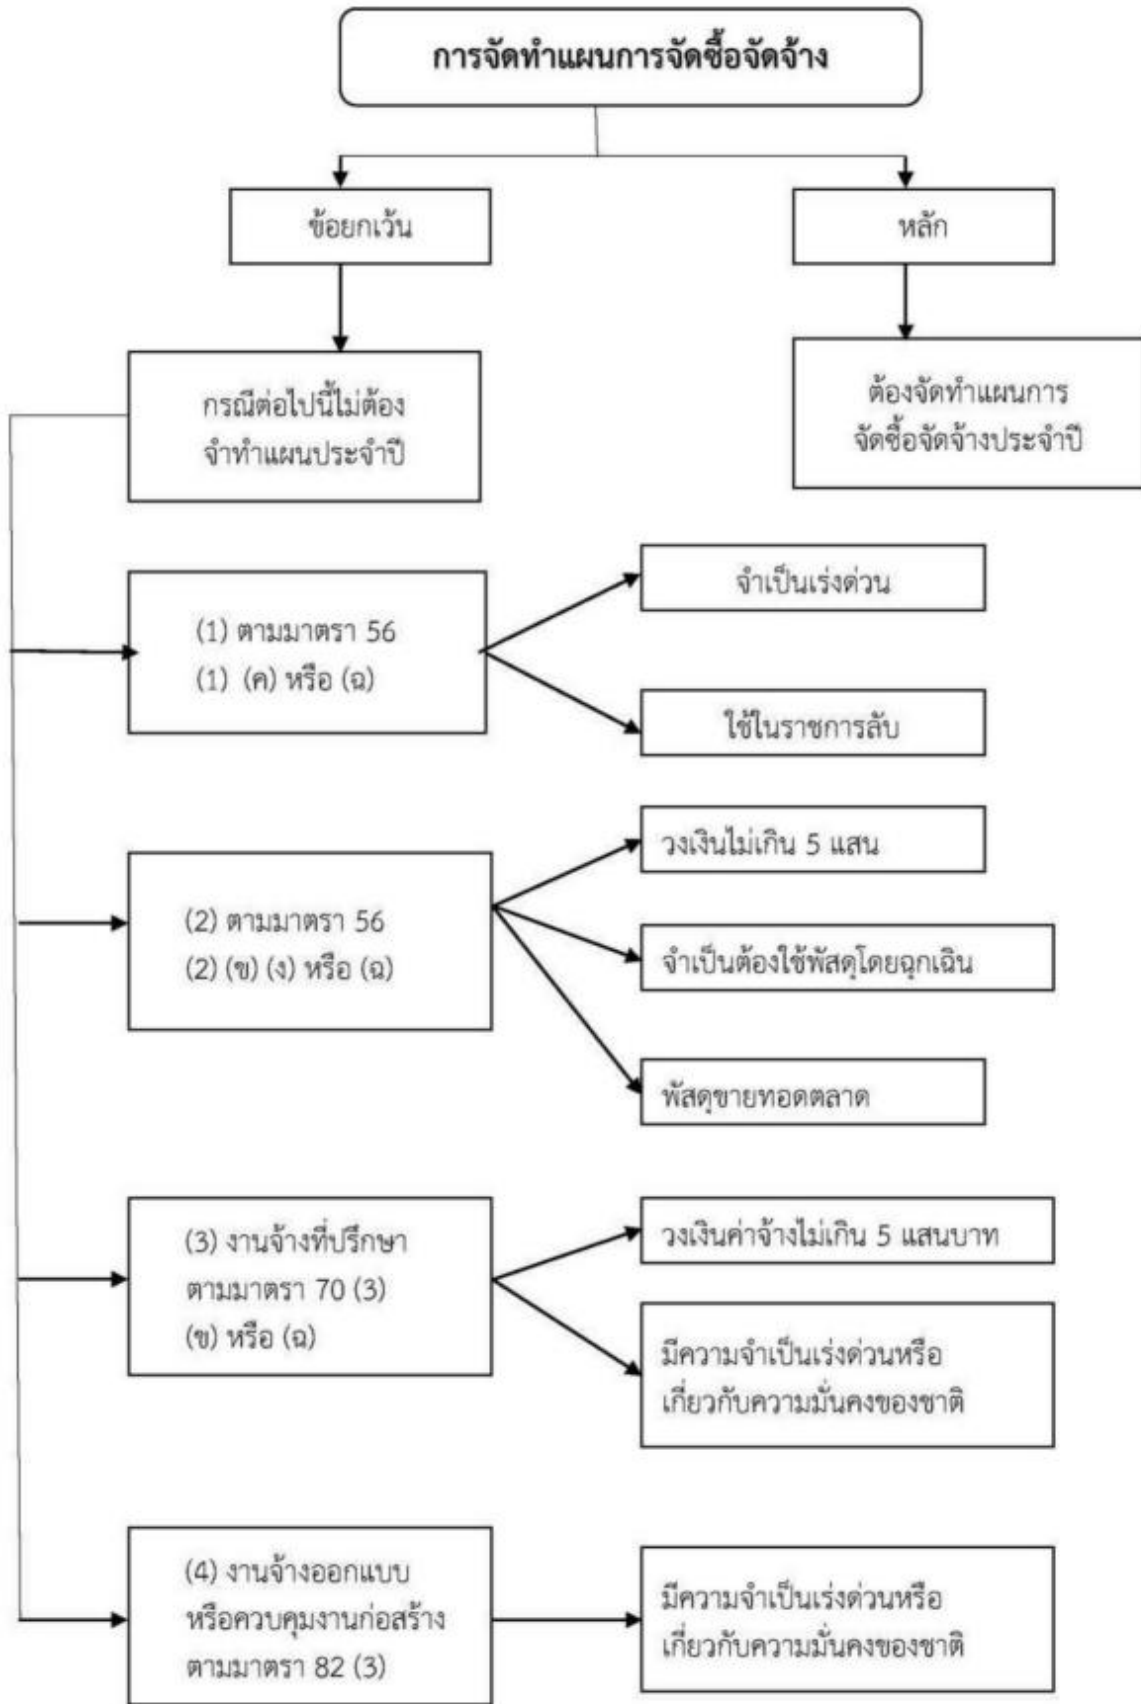 การจัดทำแผนการจัดซื้อจัดจ้าง
ข้อยกเว้น
หลัก
กรณีต่อไปนี้ไม่ต้อง
จำทำแผนประจำปี
ต้องจัดทำแผนการ
จัดซื้อจัดจ้างประจำปี
(1) ตามมาตรา 56
(1) (ค) หรือ (ฉ)
จำเป็นเร่งด่วน
ใช้ในราชการลับ
(2) ตามมาตรา 56
(2) (ข) (ง) หรือ (ฉ)
วงเงินไม่เกิน 5 แสน
จำเป็นต้องใช้พัสดุโดยฉุกเฉิน
พัสดุขายทอดตลาด
(3) งานจ้างที่ปรึกษา
ตามมาตรา 70 (3)
(ข) หรือ (ฉ)
วงเงินค่าจ้างไม่เกิน 5 แสนบาท
มีความจำเป็นเร่งด่วนหรือ
เกี่ยวกับความมั่นคงของชาติ
(4) งานจ้างออกแบบ
หรือควบคุมงานก่อสร้าง
ตามมาตรา 82 (3)
มีความจำเป็นเร่งด่วนหรือ
เกี่ยวกับความมั่นคงของชาติ